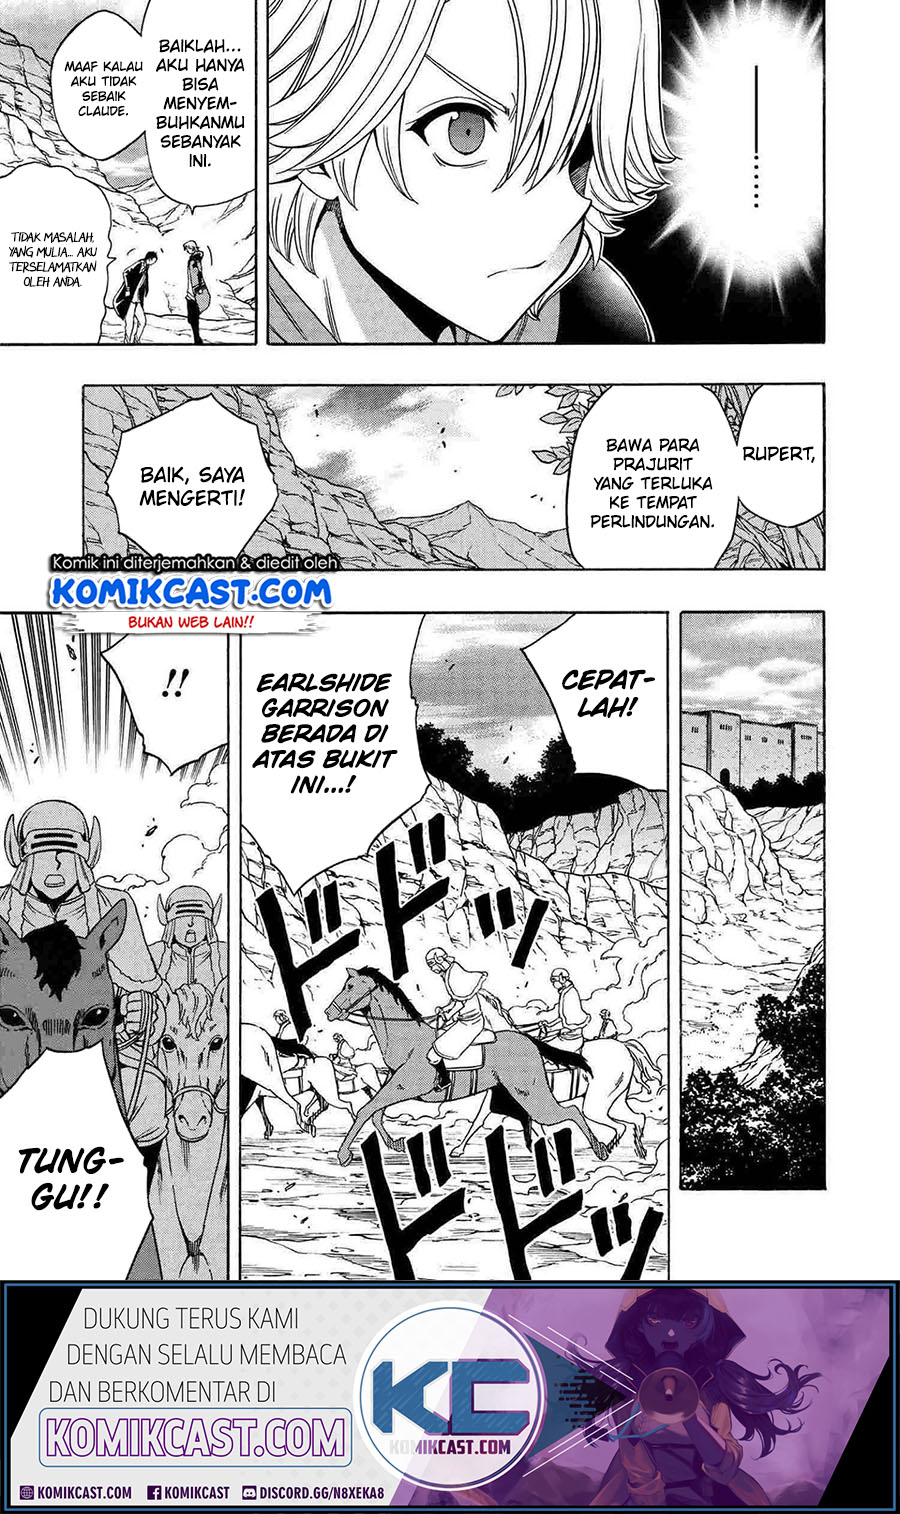 ............
BAIKLAH...
AKU HANYA
BISA
MENYEM-
BUHKANMU
SEBANYAK
INI.
MAAF KALAU
AKU TIDAK
SEBAIK
CLAUDE.
TIDAK MASALAH,
YANG MULIA... AKU
TERSELAMATKAN
OLEH ANDA.
RUPERT,
BAWA PARA
PRAJURIT
YANG TERLUKA
KE TEMPAT
PERLINDUNGAN.
BAIK, SAYA
MENGERTI!
Komik ini diterjemahkan & diedit oleh
KOMIKCAST.COM
BUKAN WEB LAIN!!
CEPAT-
LAH!
EARLSHIDE
GARRISON
BERADA DI
ATAS BUKIT
INI...!
ドドドッ
ドドドッ
!!
TUNG-
GU!!
DUKUNG TERUS KAMI
DENGAN SELALU MEMBACA
DAN BERKOMENTAR DI
KOMIKCAST.COM
KC
KOMIKCAST.COM
KOMIKCAST.COM KOMIKCAST DISCORD.GG/N8XEKA8